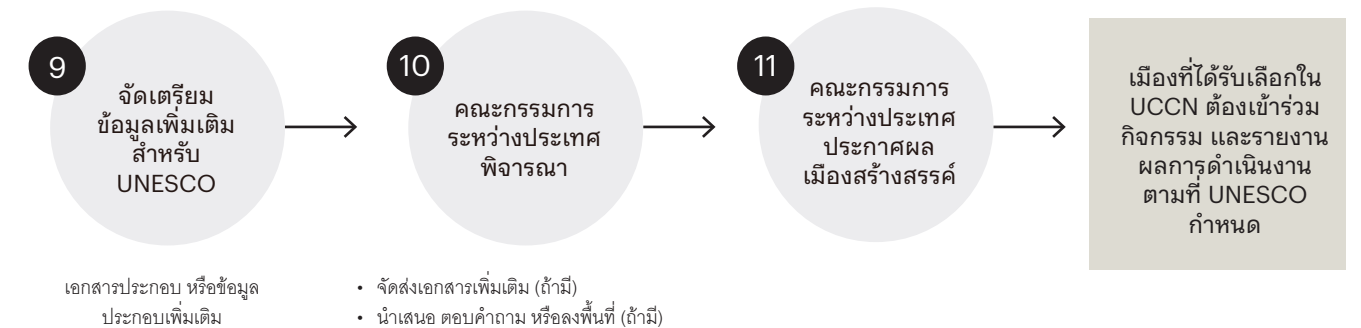 9
จัดเตรียม
ข้อมูลเพิ่มเติม
สำหรับ
UNESCO
เอกสารประกอบ หรือข้อมูล
ประกอบเพิ่มเติม
10
คณะกรรมการ
ระหว่างประเทศ
พิจารณา
• จัดส่งเอกสารเพิ่มเติม (ถ้ามี)
• นำเสนอ ตอบคำถาม หรือลงพื้นที่ (ถ้ามี)
11
คณะกรรมการ
ระหว่างประเทศ
ประกาศผล
เมืองสร้างสรรค์
เมืองที่ได้รับเลือกใน
UCCN ต้องเข้าร่วม
กิจกรรม และรายงาน
ผลการดำเนินงาน
ตามที่ UNESCO
กำหนด